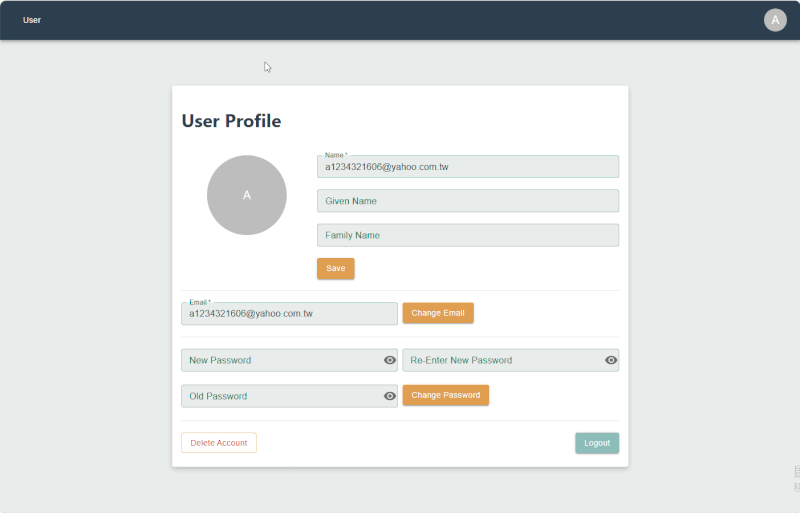 User
A
User Profile
A
Name *
a1234321606@yahoo.com.tw
Given Name
Family Name
Save
Email *
a1234321606@yahoo.com.tw
Change Email
New Password
Re-Enter New Password
Old Password
Change Password
Delete Account
Logout